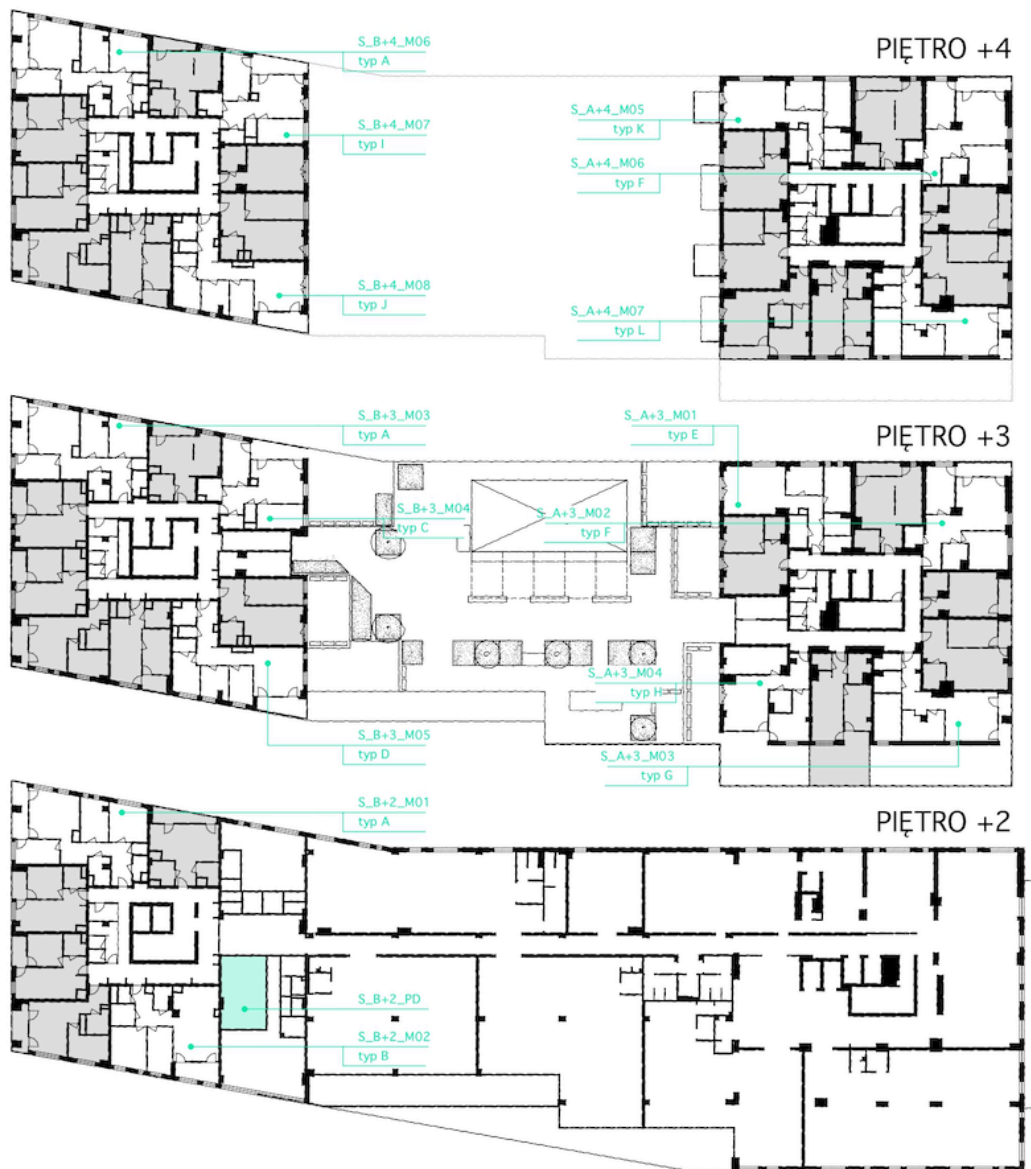 PIĘTRO +4
S_B+4_M06
typ A
S_B+4_M07
typ I
S_B+4_M08
typ J
S_A+4_M05
typ K
S_A+4_M06
typ F
S_A+4_M07
typ L
PIĘTRO +3
S_B+3_M03
typ A
S_B+3_M04
typ C
S_B+3_M05
typ D
S_A+3_M01
typ E
S_A+3_M02
typ F
S_A+3_M04
typ H
S_A+3_M03
typ G
PIĘTRO +2
S_B+2_M01
typ A
S_B+2_PD
S_B+2_M02
typ B